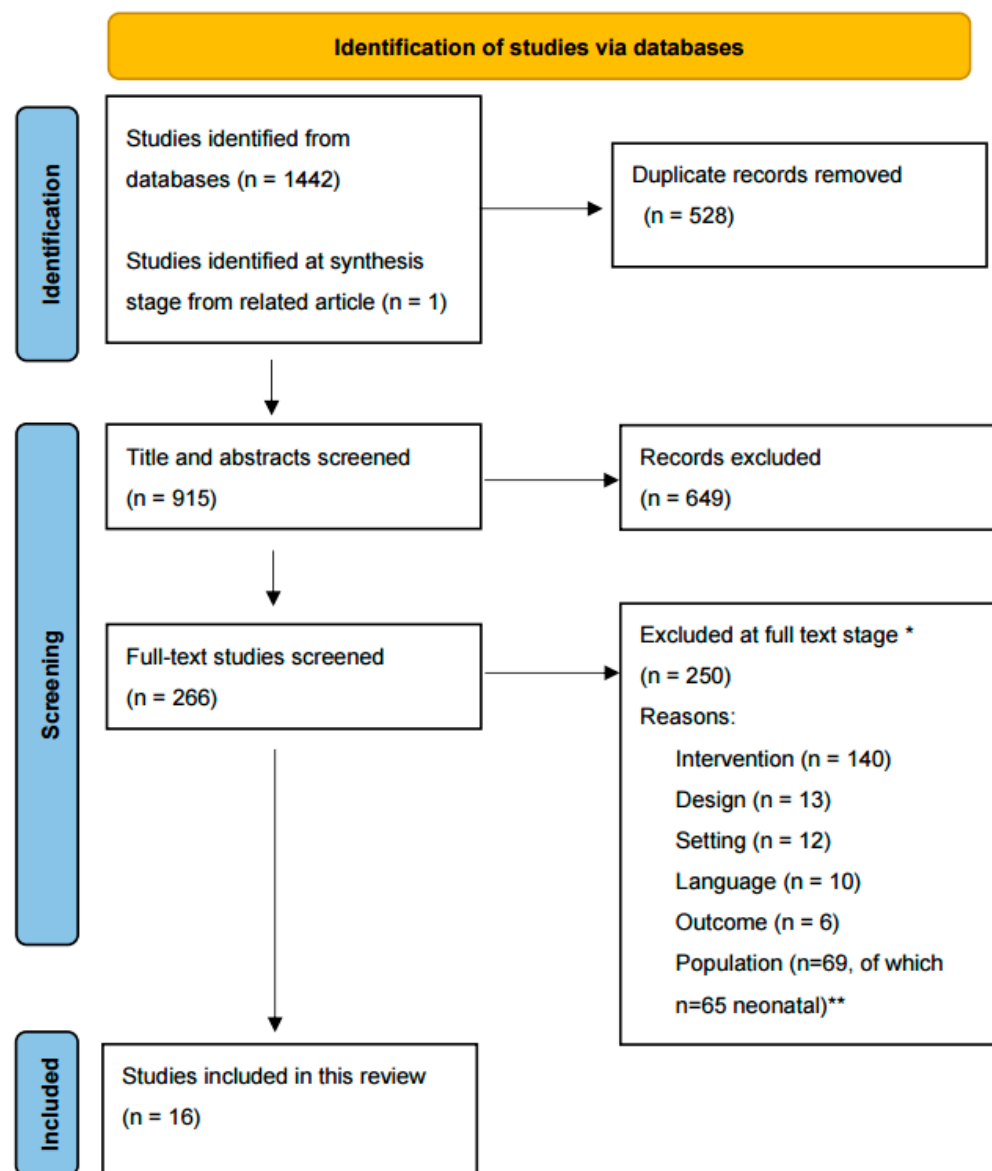 Identification of studies via databases
Identification
Studies identified from
databases (n = 1442)
Studies identified at synthesis
stage from related article (n = 1)
Duplicate records removed
(n = 528)
Screening
Title and abstracts screened
(n = 915)
Records excluded
(n = 649)
Full-text studies screened
(n = 266)
Excluded at full text stage *
(n = 250)
Reasons:
Intervention (n = 140)
Design (n = 13)
Setting (n = 12)
Language (n = 10)
Outcome (n = 6)
Population (n=69, of which
n=65 neonatal)**
Included
Studies included in this review
(n = 16)